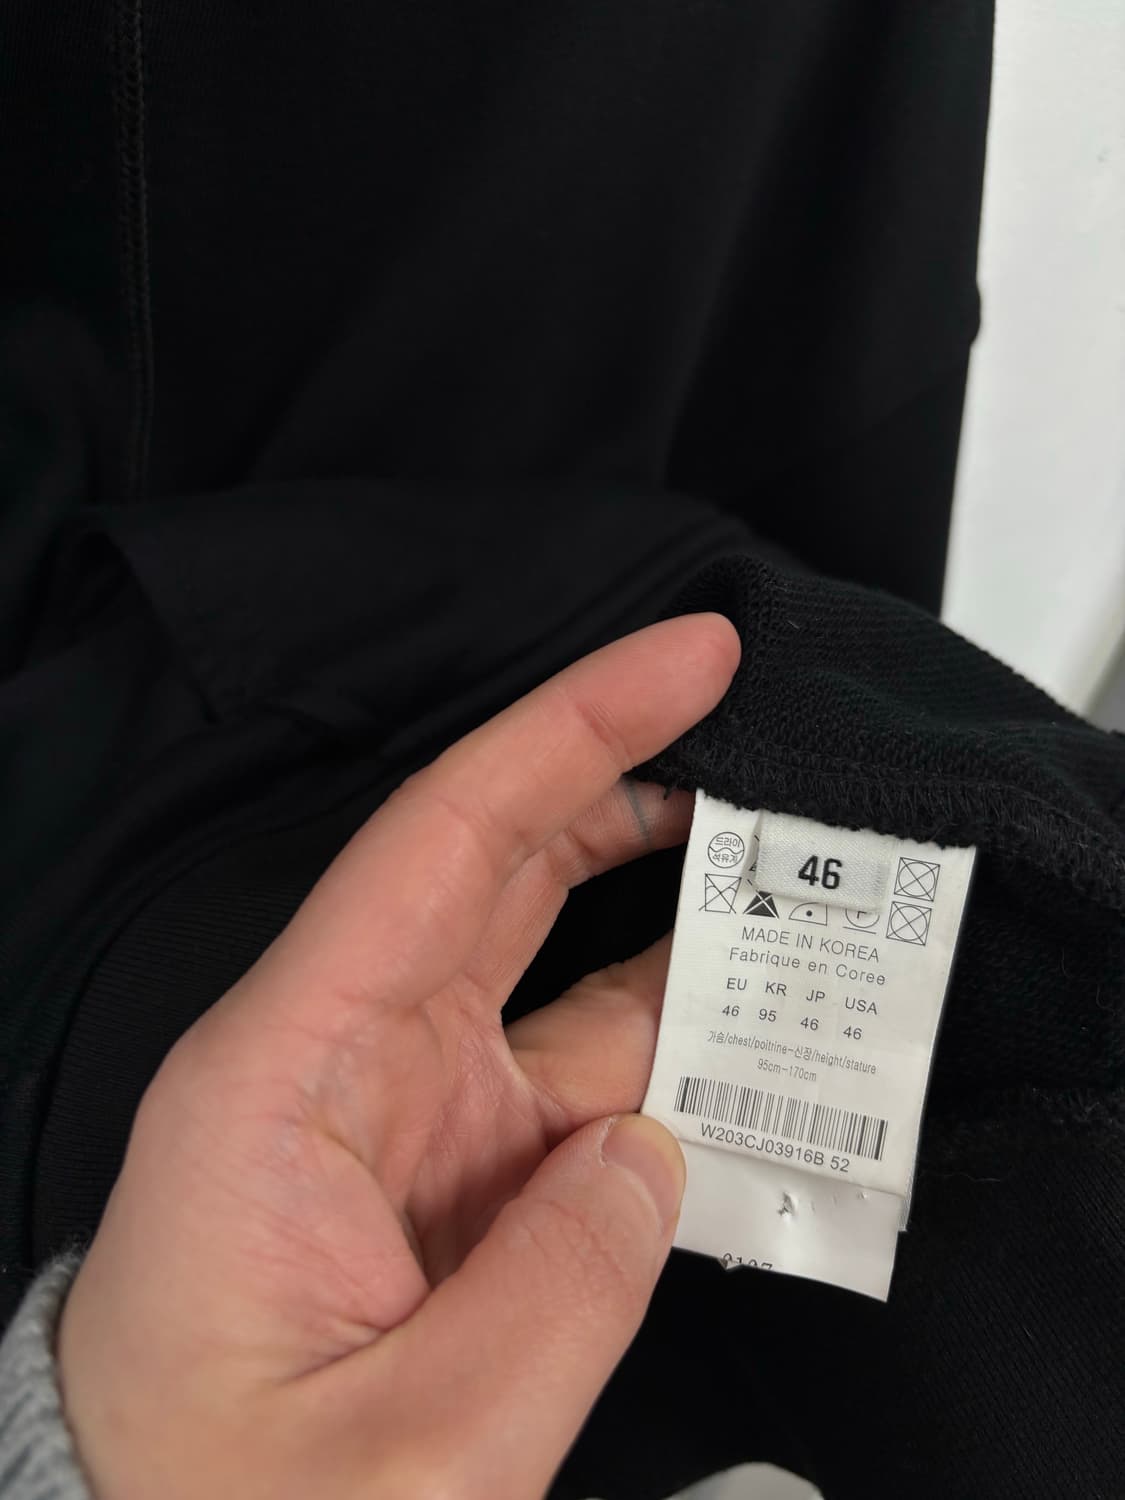 드라이
석유계
46
P
MADE IN KOREA
Fabrique en Coree
EU KR JP USA
46 95 46 46
가슴/chest/poitrine-신장/height/stature
95cm-170cm
W203CJ03916B 52